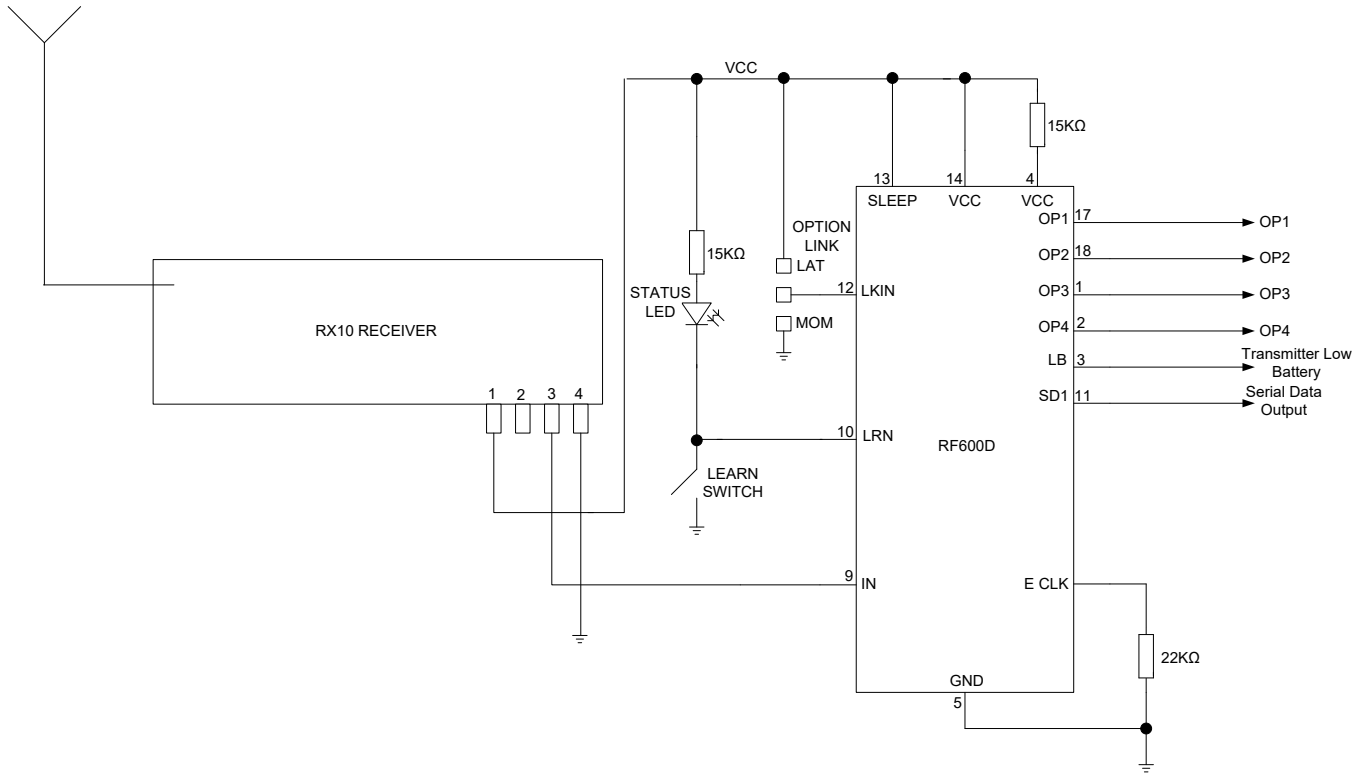 VCC
15KΩ
13
14
4
SLEEP
VCC
VCC
OP1
17
OP1
OPTION
LINK
LAT
15KΩ
OP2
18
OP2
STATUS
LED
12
LKIN
OP3
1
OP3
MOM
OP4
2
OP4
RX10 RECEIVER
LB
3
Transmitter Low
Battery
SD1
11
Serial Data
Output
1
2
3
4
10
LRN
RF600D
LEARN
SWITCH
9
IN
E CLK
22KΩ
GND
5